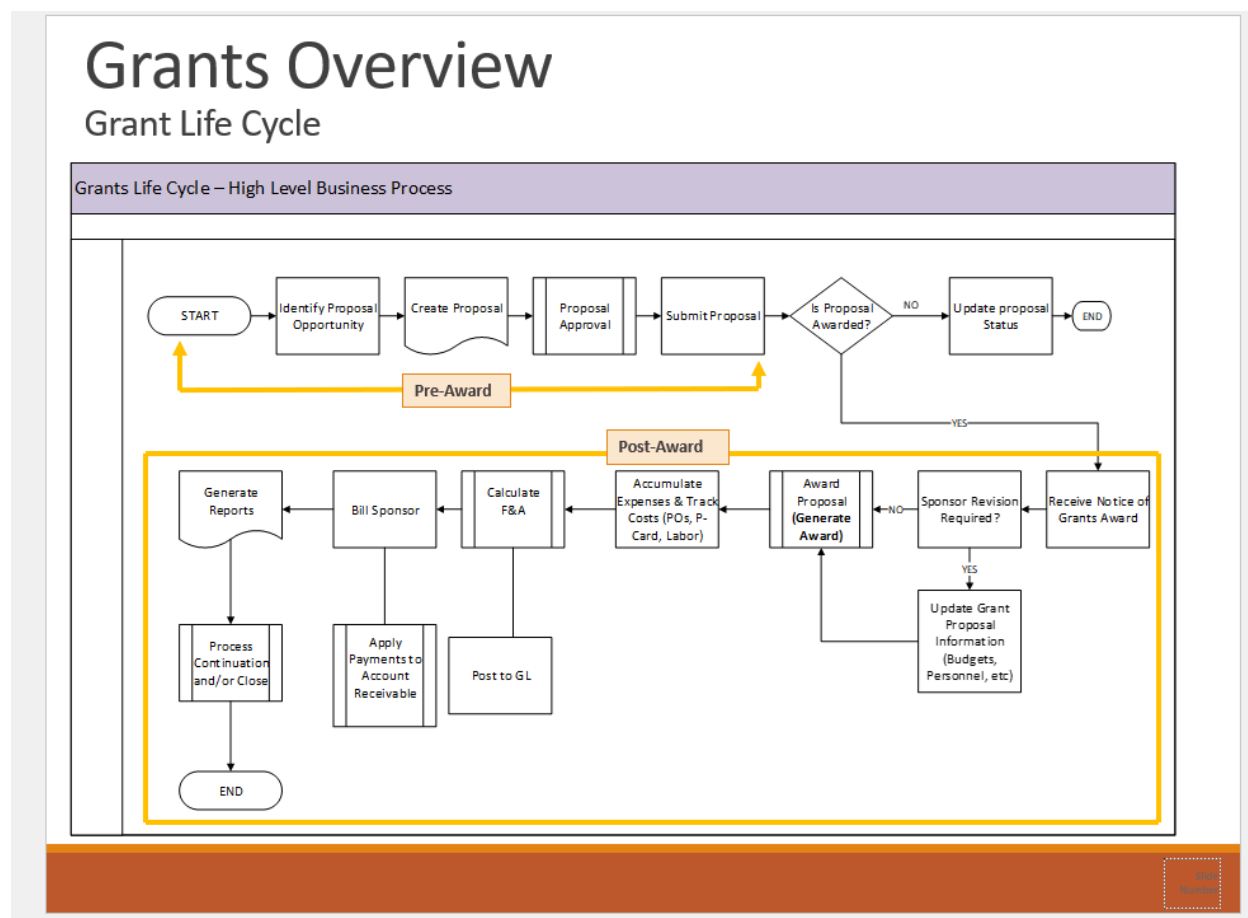 Grants Overview
Grant Life Cycle
Grants Life Cycle – High Level Business Process
START
Identify Proposal
Opportunity
Create Proposal
Proposal
Approval
Submit Proposal
Is Proposal
Awarded?
NO
Update proposal
Status
END
Pre-Award
YES
Post-Award
Generate
Reports
Bill Sponsor
Calculate
F&A
Accumulate
Expenses & Track
Costs (POs, P-
Card, Labor)
Award
Proposal
(Generate
Award)
NO
Sponsor Revision
Required?
Receive Notice of
Grants Award
YES
Process
Continuation
and/or Close
Apply
Payments to
Account
Receivable
Post to GL
Update Grant
Proposal
Information
(Budgets,
Personnel, etc)
END
Slide
Number